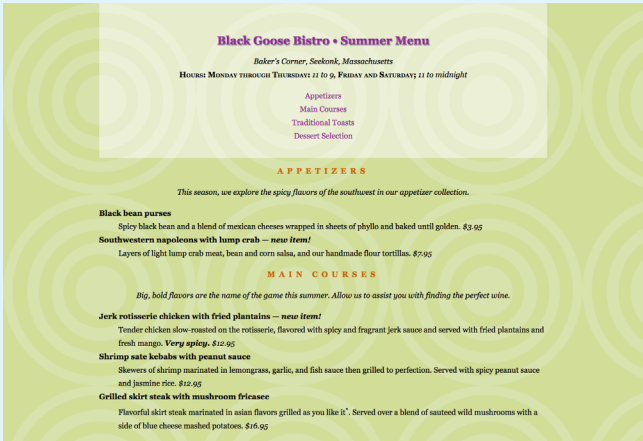 Black Goose Bistro • Summer Menu
Baker's Corner, Seekonk, Massachusetts
Hours: Monday through Thursday: 11 to 9, Friday and Saturday; 11 to midnight
Appetizers
Main Courses
Traditional Toasts
Dessert Selection
APPETIZERS
This season, we explore the spicy flavors of the southwest in our appetizer collection.
Black bean purses
Spicy black bean and a blend of mexican cheeses wrapped in sheets of phyllo and baked until golden. $3.95
Southwestern napoleons with lump crab — new item!
Layers of light lump crab meat, bean and corn salsa, and our handmade flour tortillas. $7.95
MAIN COURSES
Big, bold flavors are the name of the game this summer. Allow us to assist you with finding the perfect wine.
Jerk rotisserie chicken with fried plantains — new item!
Tender chicken slow-roasted on the rotisserie, flavored with spicy and fragrant jerk sauce and served with fried plantains and
fresh mango. Very spicy. $12.95
Shrimp sate kebabs with peanut sauce
Skewers of shrimp marinated in lemongrass, garlic, and fish sauce then grilled to perfection. Served with spicy peanut sauce
and jasmine rice. $12.95
Grilled skirt steak with mushroom fricasee
Flavorful skirt steak marinated in asian flavors grilled as you like it*. Served over a blend of sauteed wild mushrooms with a
side of blue cheese mashed potatoes. $16.95